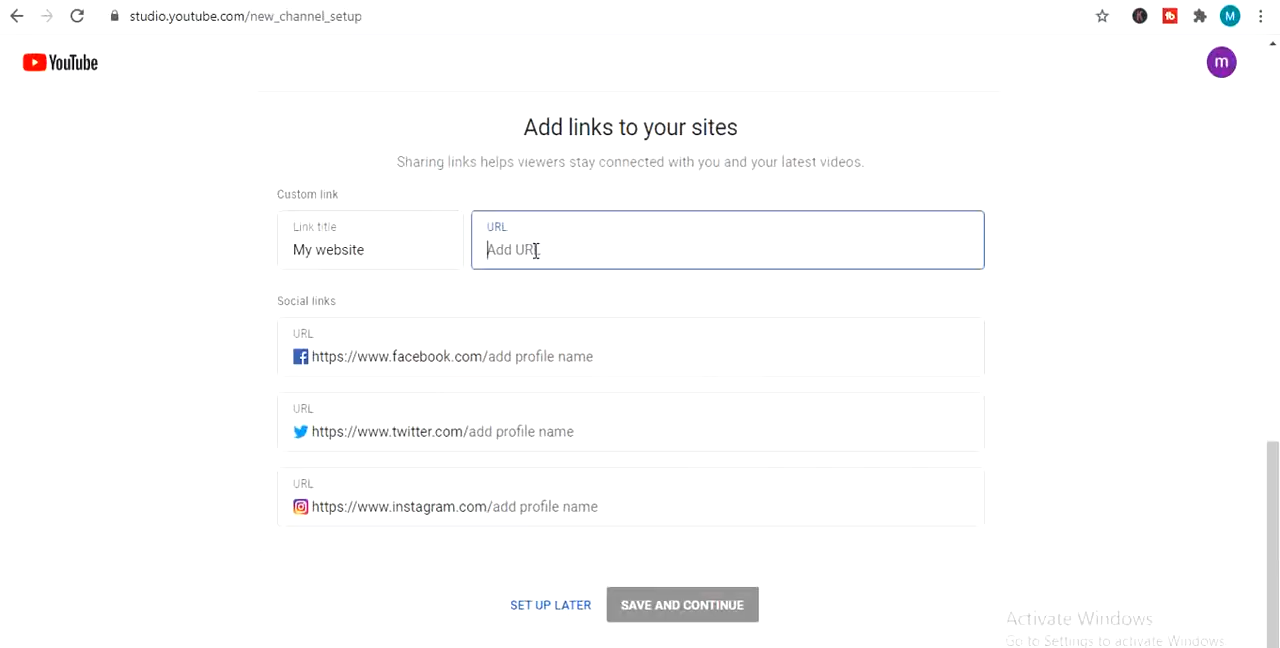 studio.youtube.com/new_channel_setup
K
tb
M
YouTube
m
Add links to your sites
Sharing links helps viewers stay connected with you and your latest videos.
Custom link
Link title
My website
URL
Add URL
Social links
URL
https://www.facebook.com/add profile name
URL
https://www.twitter.com/add profile name
URL
https://www.instagram.com/add profile name
SET UP LATER
SAVE AND CONTINUE
Activate Windows
Go to Settings to activate Windows